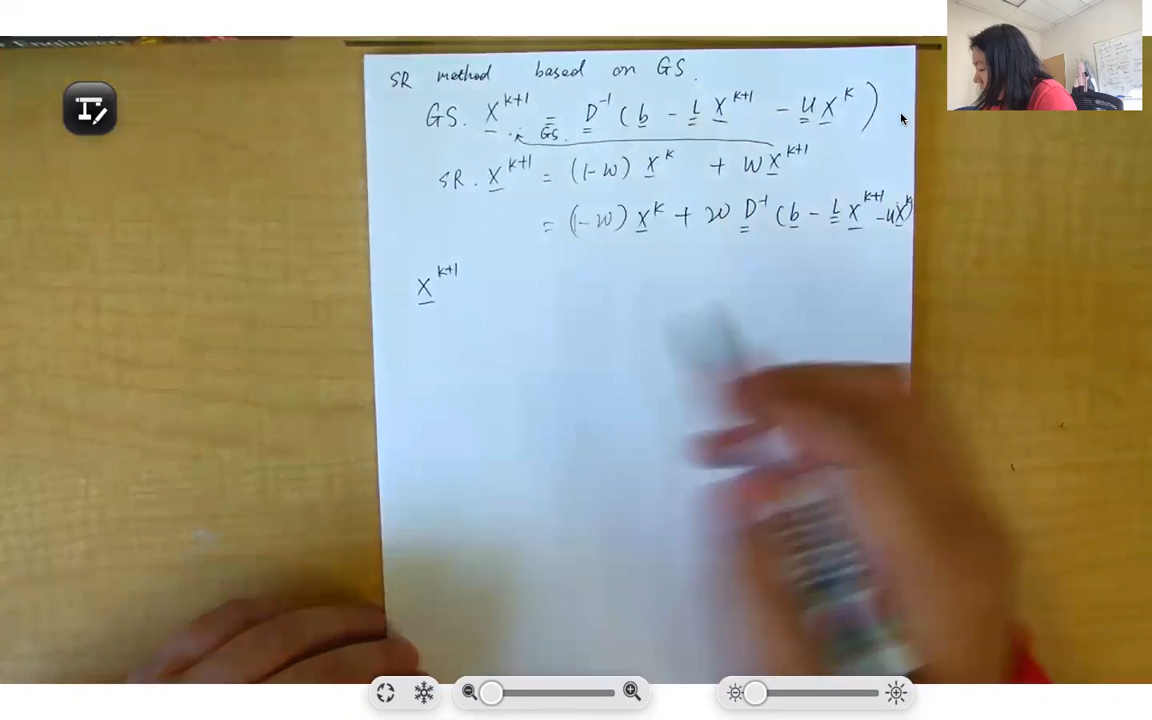 SR method based on GS.
GS. X^{k+1} =_{GS.} D^{-1} (b - L X^{k+1} - U X^k)
SR. X^{k+1} = (1-w) X^k + w X^{k+1}
= (1-w) X^k + w D^{-1} (b - L X^{k+1} - U X^k)
X^{k+1}